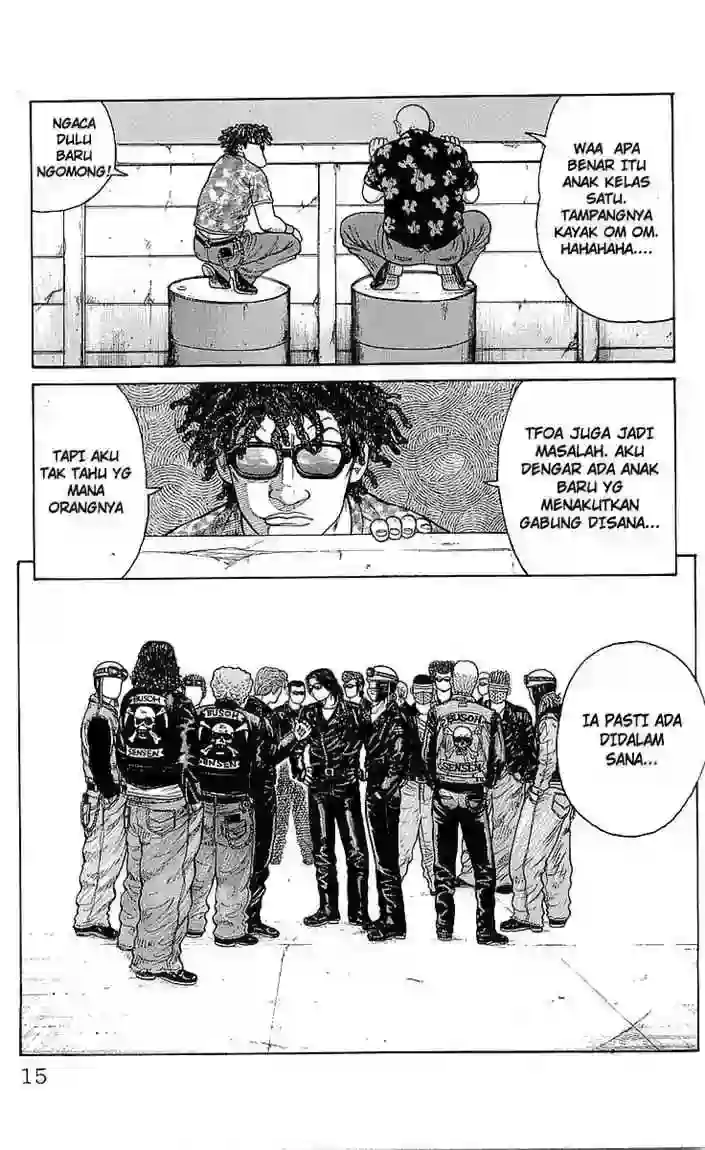 WAA APA
BENAR ITU
ANAK KELAS
SATU.
TAMPANGNYA
KAYAK OM OM.
HAHAHAHA....
NGACA
DULU
BARU
NGOMONG!
TFOA JUGA JADI
MASALAH. AKU
DENGAR ADA ANAK
BARU YG
MENAKUTKAN
GABUNG DISANA...
TAPI AKU
TAK TAHU YG
MANA
ORANGNYA
IA PASTI ADA
DIDALAM
SANA...
BUSOH
SENSEN
BUSOH
SENSEN
BUSOH
SENSEN
15